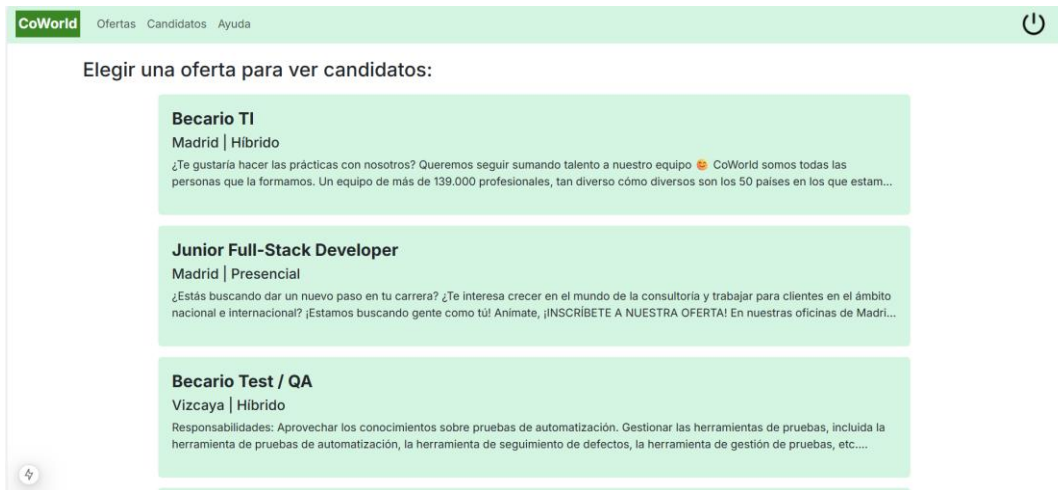 CoWorld Ofertas Candidatos Ayuda
Elegir una oferta para ver candidatos:
Becario TI
Madrid | Híbrido
¿Te gustaría hacer las prácticas con nosotros? Queremos seguir sumando talento a nuestro equipo 🥰 CoWorld somos todas las
personas que la formamos. Un equipo de más de 139.000 profesionales, tan diverso cómo diversos son los 50 países en los que estam...
Junior Full-Stack Developer
Madrid | Presencial
¿Estás buscando dar un nuevo paso en tu carrera? ¿Te interesa crecer en el mundo de la consultoría y trabajar para clientes en el ámbito
nacional e internacional? ¡Estamos buscando gente como tú! Anímate, ¡INSCRÍBETE A NUESTRA OFERTA! En nuestras oficinas de Madri...
Becario Test / QA
Vizcaya | Híbrido
Responsabilidades: Aprovechar los conocimientos sobre pruebas de automatización. Gestionar las herramientas de pruebas, incluida la
herramienta de pruebas de automatización, la herramienta de seguimiento de defectos, la herramienta de gestión de pruebas, etc....